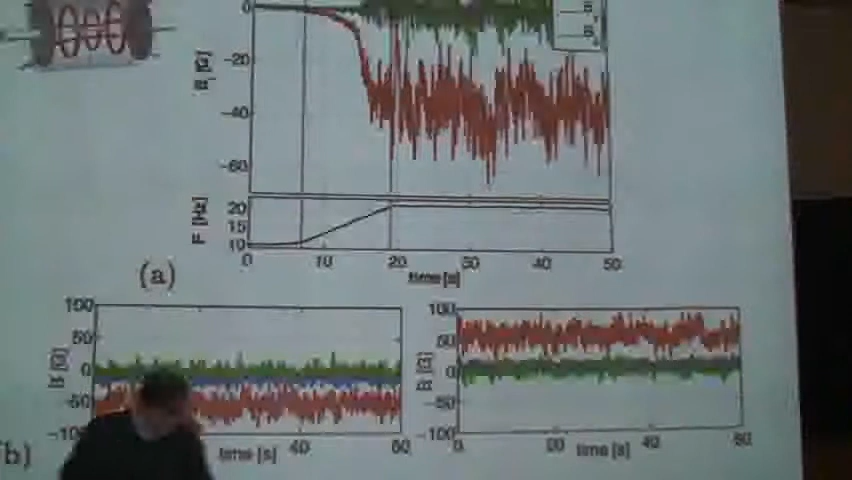 0
B
B
−20
B [G]
−40
−60
F [Hz]
20
15
10
0 10 20 30 40 50
time [s]
(a)
100 100
50 50
B [G] 0 B [G] 0
−50 −50
−100 −100
40 60 0 20 40 60
time [s] time [s]
(b)